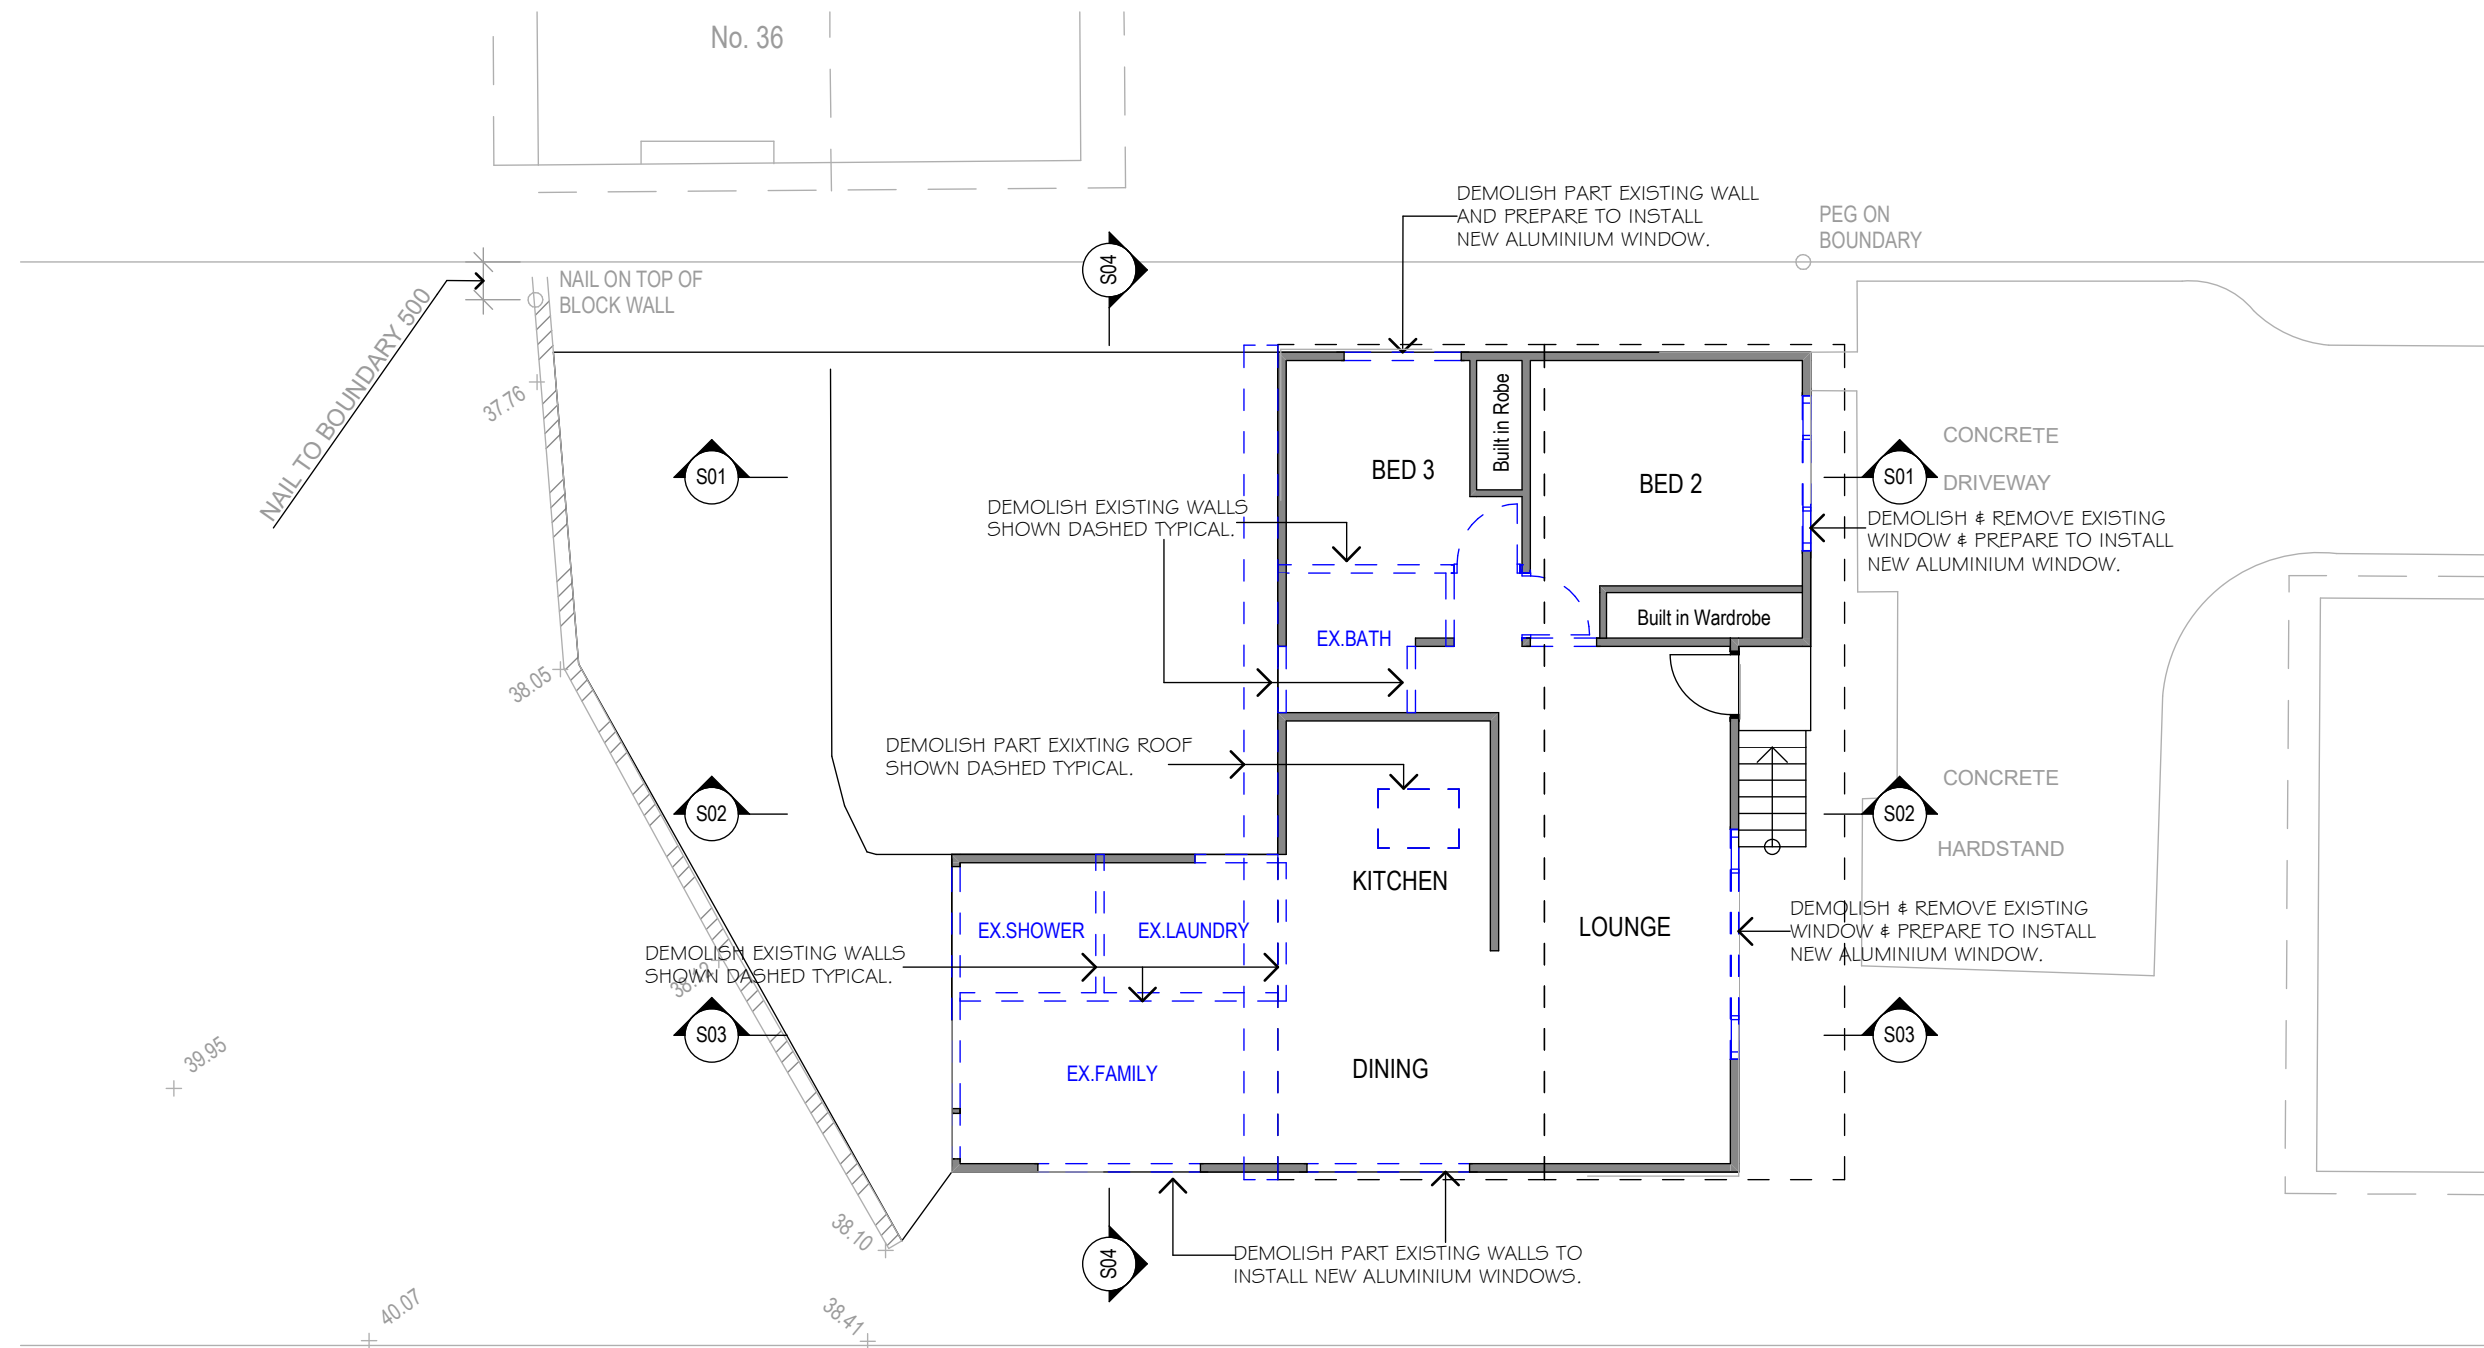 No. 36
DEMOLISH PART EXISTING WALL
AND PREPARE TO INSTALL
NEW ALUMINIUM WINDOW.
PEG ON
BOUNDARY
S04
NAIL ON TOP OF
BLOCK WALL
NAIL TO BOUNDARY 500
37.76
Built in Robe
BED 3
BED 2
S01
S01
CONCRETE
DRIVEWAY
DEMOLISH EXISTING WALLS
SHOWN DASHED TYPICAL.
DEMOLISH & REMOVE EXISTING
WINDOW & PREPARE TO INSTALL
NEW ALUMINIUM WINDOW.
Built in Wardrobe
EX.BATH
38.05
DEMOLISH PART EXIXTING ROOF
SHOWN DASHED TYPICAL.
CONCRETE
HARDSTAND
S02
S02
KITCHEN
LOUNGE
EX.SHOWER
EX.LAUNDRY
DEMOLISH & REMOVE EXISTING
WINDOW & PREPARE TO INSTALL
NEW ALUMINIUM WINDOW.
DEMOLISH EXISTING WALLS
SHOWN DASHED TYPICAL.
S03
S03
39.95
EX.FAMILY
DINING
38.10
S04
DEMOLISH PART EXISTING WALLS TO
INSTALL NEW ALUMINIUM WINDOWS.
40.07
38.41